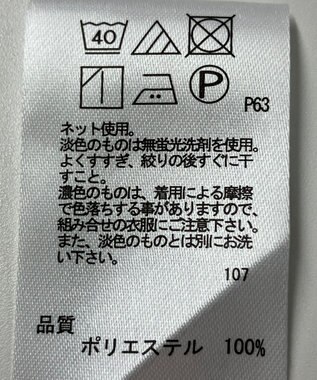 40
P
P63
ネット使用。
淡色のものは無蛍光洗剤を使用。
よくすすぎ、絞りの後すぐに干
すこと。
濃色のものは、着用による摩擦
で色落ちする事がありますので、
組み合せの衣服にご注意下さい。
また、淡色のものとは別にお洗
い下さい。
107
品質
ポリエステル 100%